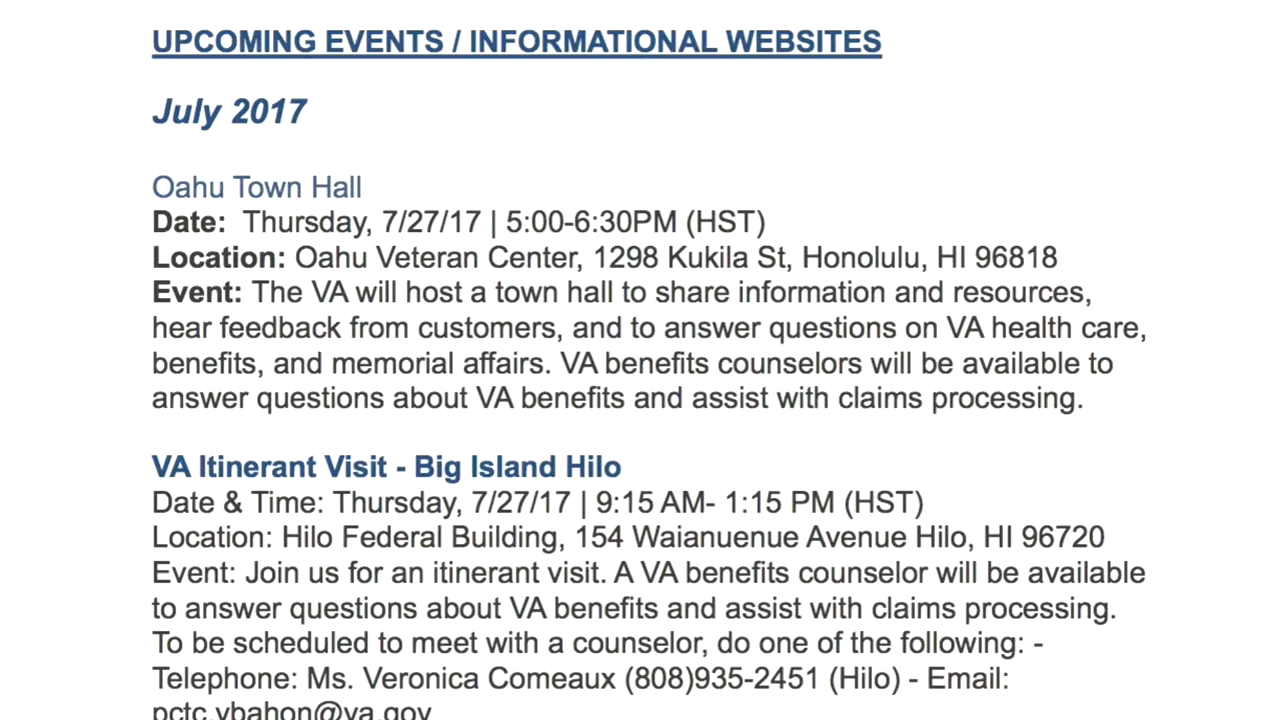 UPCOMING EVENTS / INFORMATIONAL WEBSITES
July 2017
Oahu Town Hall
Date:  Thursday, 7/27/17 | 5:00-6:30PM (HST)
Location: Oahu Veteran Center, 1298 Kukila St, Honolulu, HI 96818
Event: The VA will host a town hall to share information and resources,
hear feedback from customers, and to answer questions on VA health care,
benefits, and memorial affairs. VA benefits counselors will be available to
answer questions about VA benefits and assist with claims processing.
VA Itinerant Visit - Big Island Hilo
Date & Time: Thursday, 7/27/17 | 9:15 AM- 1:15 PM (HST)
Location: Hilo Federal Building, 154 Waianuenue Avenue Hilo, HI 96720
Event: Join us for an itinerant visit. A VA benefits counselor will be available
to answer questions about VA benefits and assist with claims processing.
To be scheduled to meet with a counselor, do one of the following: -
Telephone: Ms. Veronica Comeaux (808)935-2451 (Hilo) - Email:
pctc.vbahon@va.gov